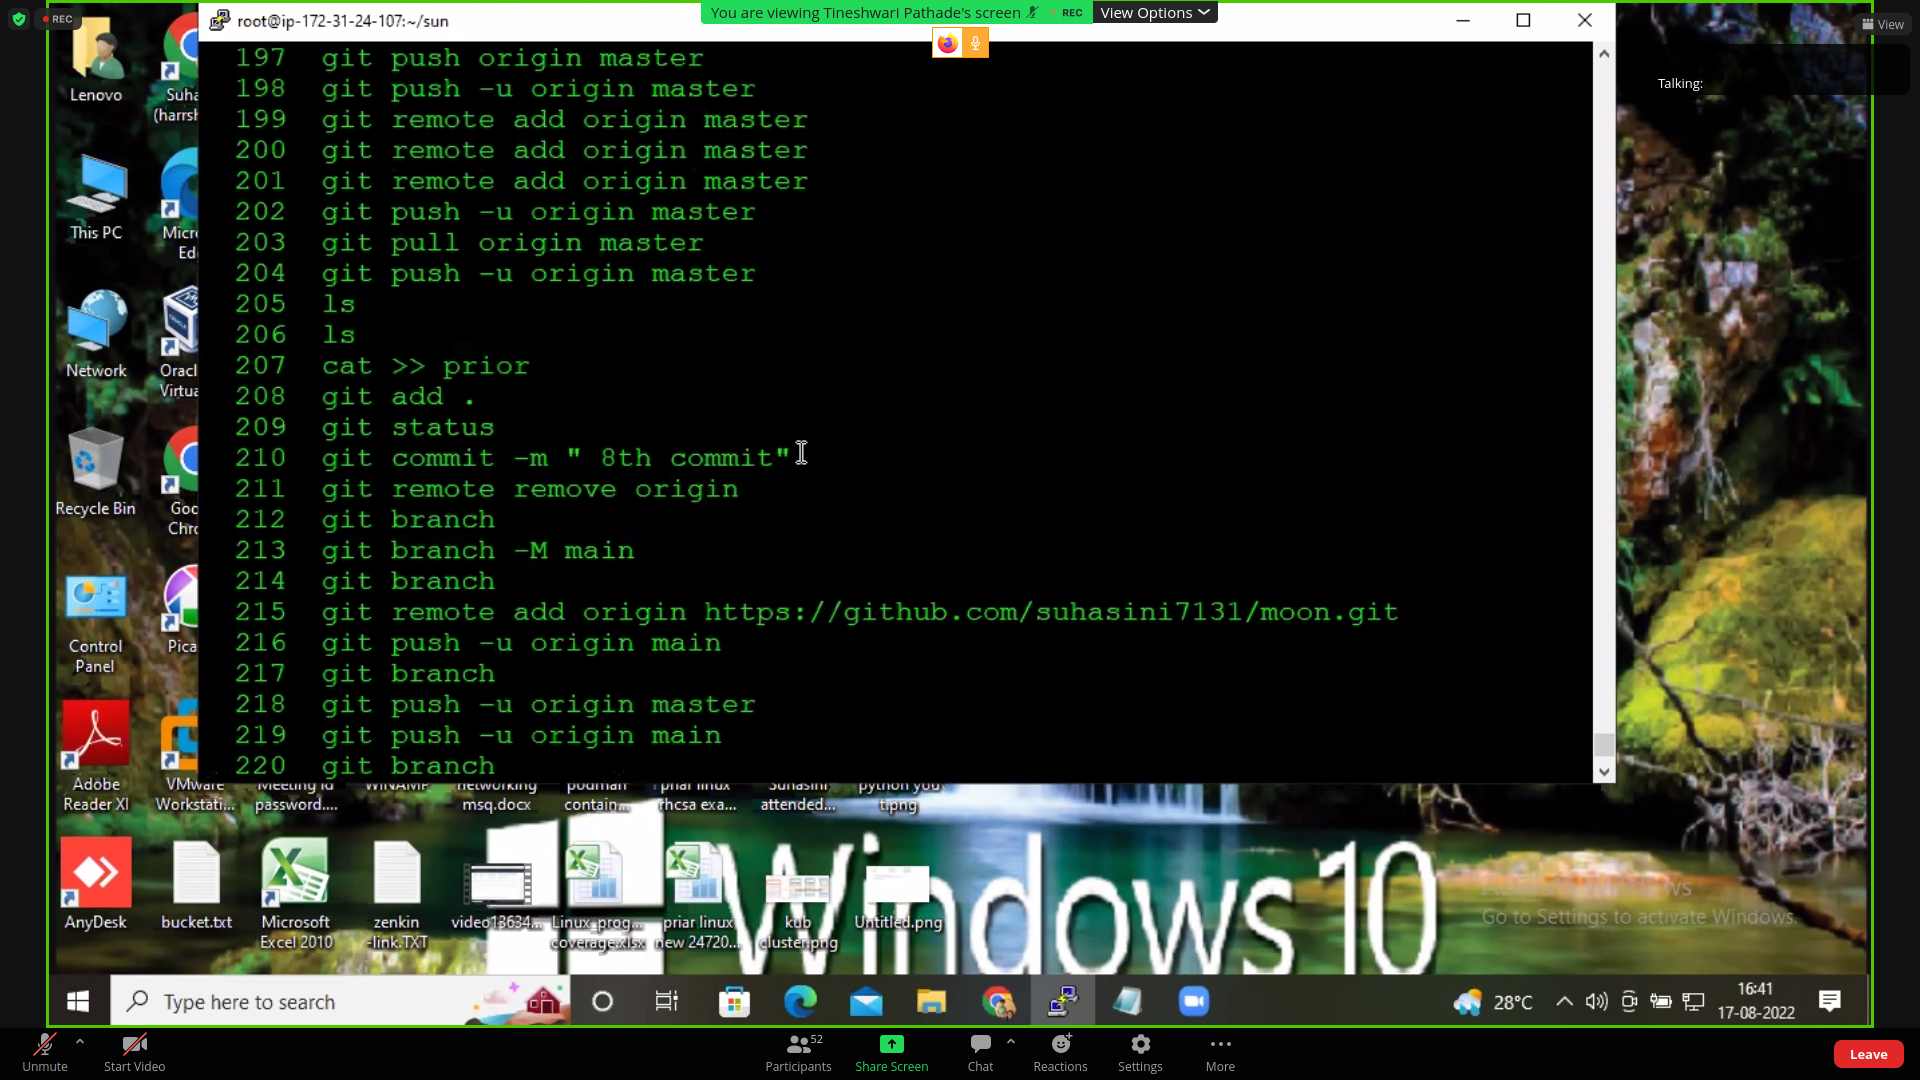 REC
root@ip-172-31-24-107:~/sun
You are viewing Tineshwari Pathade's screen
REC
View Options
View
Talking:
197 git push origin master
198 git push -u origin master
199 git remote add origin master
200 git remote add origin master
201 git remote add origin master
202 git push -u origin master
203 git pull origin master
204 git push -u origin master
205 ls
206 ls
207 cat >> prior
208 git add .
209 git status
210 git commit -m " 8th commit"
211 git remote remove origin
212 git branch
213 git branch -M main
214 git branch
215 git remote add origin https://github.com/suhasini7131/moon.git
216 git push -u origin main
217 git branch
218 git push -u origin master
219 git push -u origin main
220 git branch
Lenovo
Suha
(harrsh
This PC
Micr
Ed
Network
Oracl
Virtua
Recycle Bin
Goo
Chro
Control
Panel
Pica
Adobe
Reader XI
VMware
Workstati...
Meeting id
password....
WINAMP
networking
msq.docx
podman
contain...
priar linux
rhcsa exa...
Suhasini
attended...
python you
t.png
AnyDesk
bucket.txt
Microsoft
Excel 2010
zenkin
-link.TXT
video13634...
Linux_prog...
coverage.xlsx
priar linux
new 24720...
kub
cluster.png
Untitled.png
Windows 10
Activate Windows
Go to Settings to activate Windows.
Type here to search
28°C
16:41
17-08-2022
Unmute
Start Video
52
Participants
Share Screen
Chat
Reactions
Settings
More
Leave